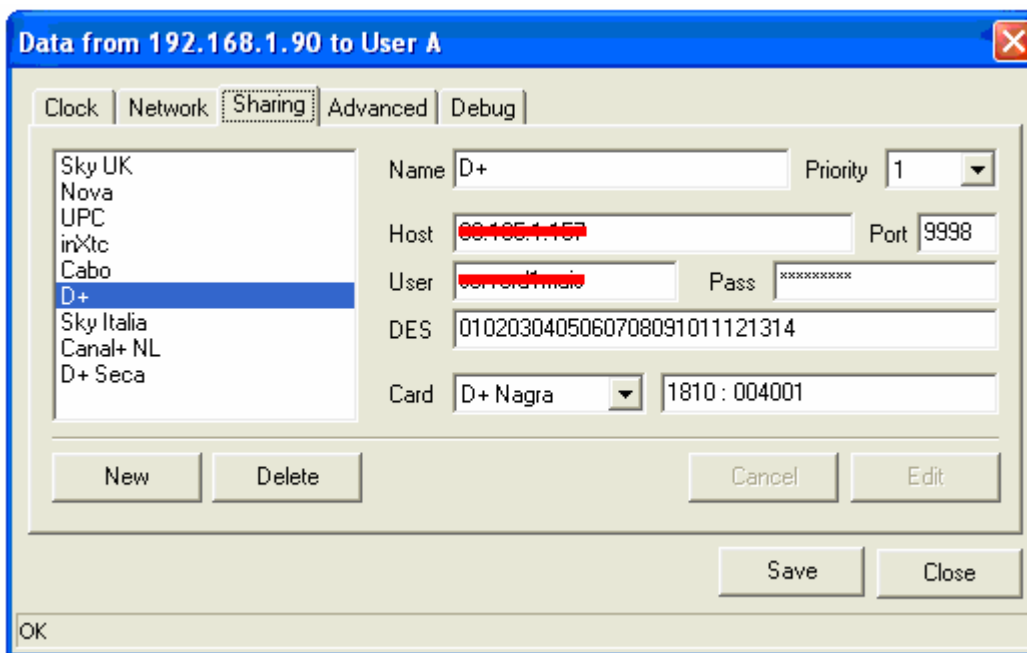 Data from 192.168.1.90 to User A
Clock Network Sharing Advanced Debug
Sky UK
Nova
UPC
inXtc
Cabo
D+
Sky Italia
Canal+ NL
D+ Seca
Name D+ Priority 1
Host Port 9998
User Pass *********
DES 0102030405060708091011121314
Card D+ Nagra 1810 : 004001
New Delete Cancel Edit
Save Close
OK